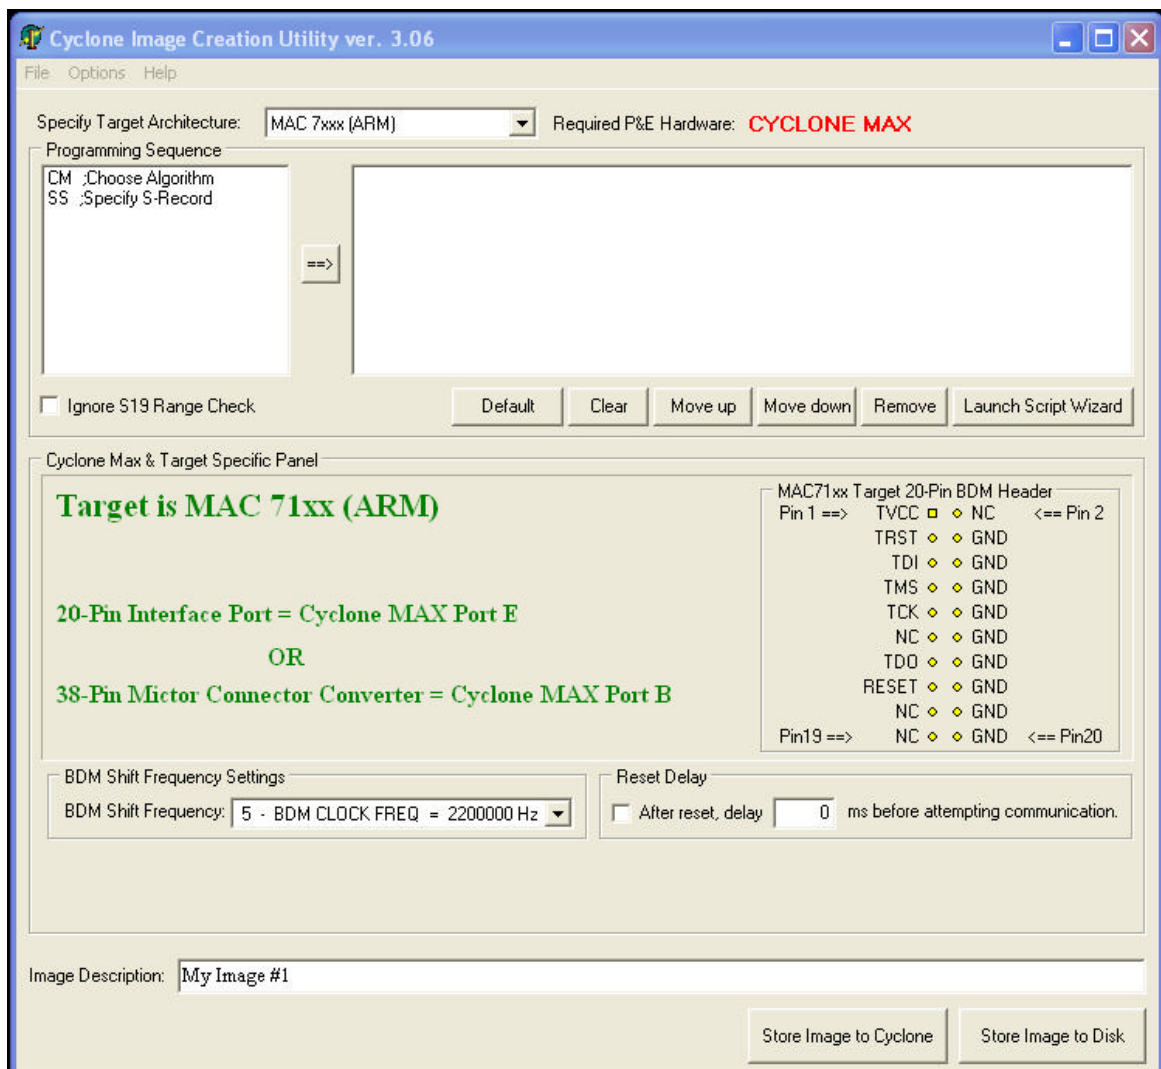 Cyclone Image Creation Utility ver. 3.06
File Options Help
Specify Target Architecture: MAC 7xxx (ARM) Required P&E Hardware: CYCLONE MAX
Programming Sequence
CM ;Choose Algorithm
SS ;Specify S-Record
==>
Ignore S19 Range Check Default Clear Move up Move down Remove Launch Script Wizard
Cyclone Max & Target Specific Panel
Target is MAC 71xx (ARM)
20-Pin Interface Port = Cyclone MAX Port E
OR
38-Pin Mictor Connector Converter = Cyclone MAX Port B
MAC71xx Target 20-Pin BDM Header
Pin 1 ==> TVCC NC <== Pin 2
TRST GND
TDI GND
TMS GND
TCK GND
NC GND
TDO GND
RESET GND
NC GND
Pin19 ==> NC GND <== Pin20
BDM Shift Frequency Settings
BDM Shift Frequency: 5 - BDM CLOCK FREQ = 2200000 Hz
Reset Delay
After reset, delay 0 ms before attempting communication.
Image Description: My Image #1
Store Image to Cyclone Store Image to Disk